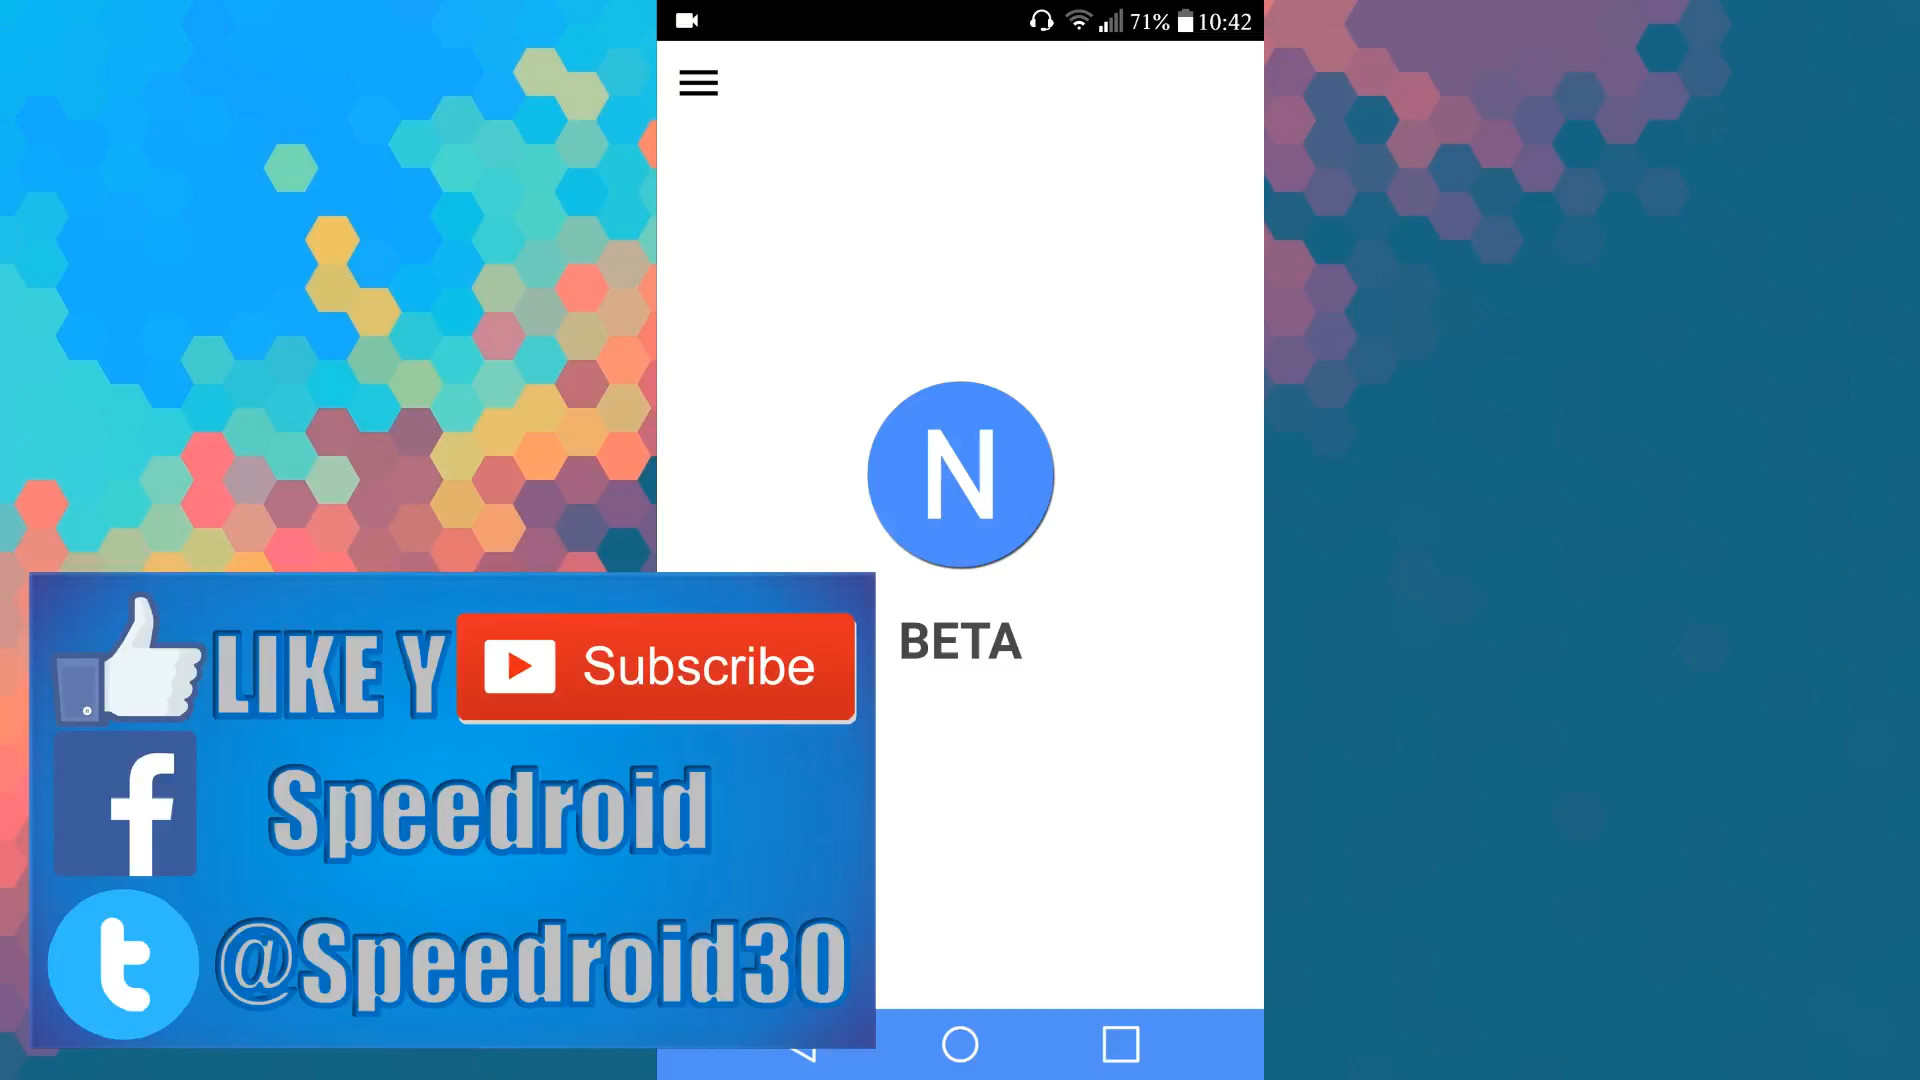 71% 10:42
N
BETA
LIKE Y Subscribe
f Speedroid
t @Speedroid30